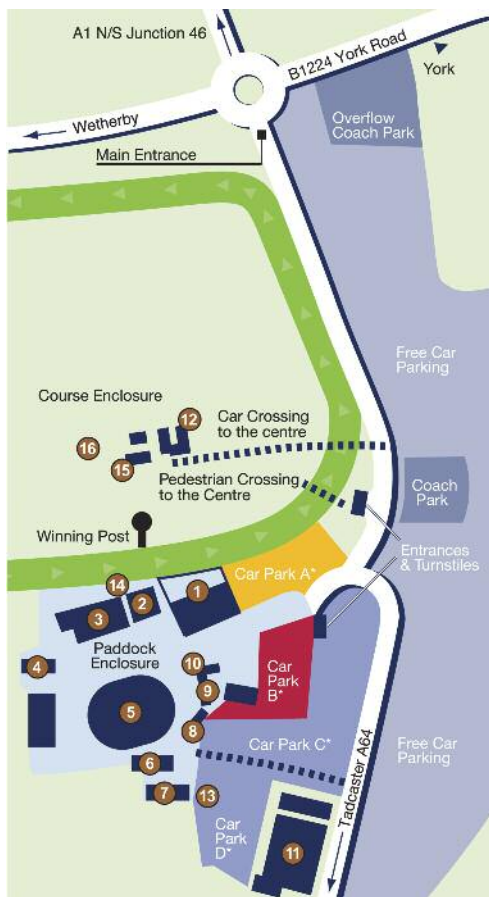 A1 N/S Junction 46
B1224 York Road
York
Wetherby
Overflow
Coach Park
Main Entrance
Free Car
Parking
Course Enclosure
12
Car Crossing
to the centre
16
15
Pedestrian Crossing
to the Centre
Coach
Park
Winning Post
Entrances
& Turnstiles
Car Park A*
14
1
2
3
Paddock
Enclosure
4
10
9
Car
Park
B*
5
8
Car Park C*
6
7
13
Car
Park
D*
11
Tadcaster A64
Free Car
Parking